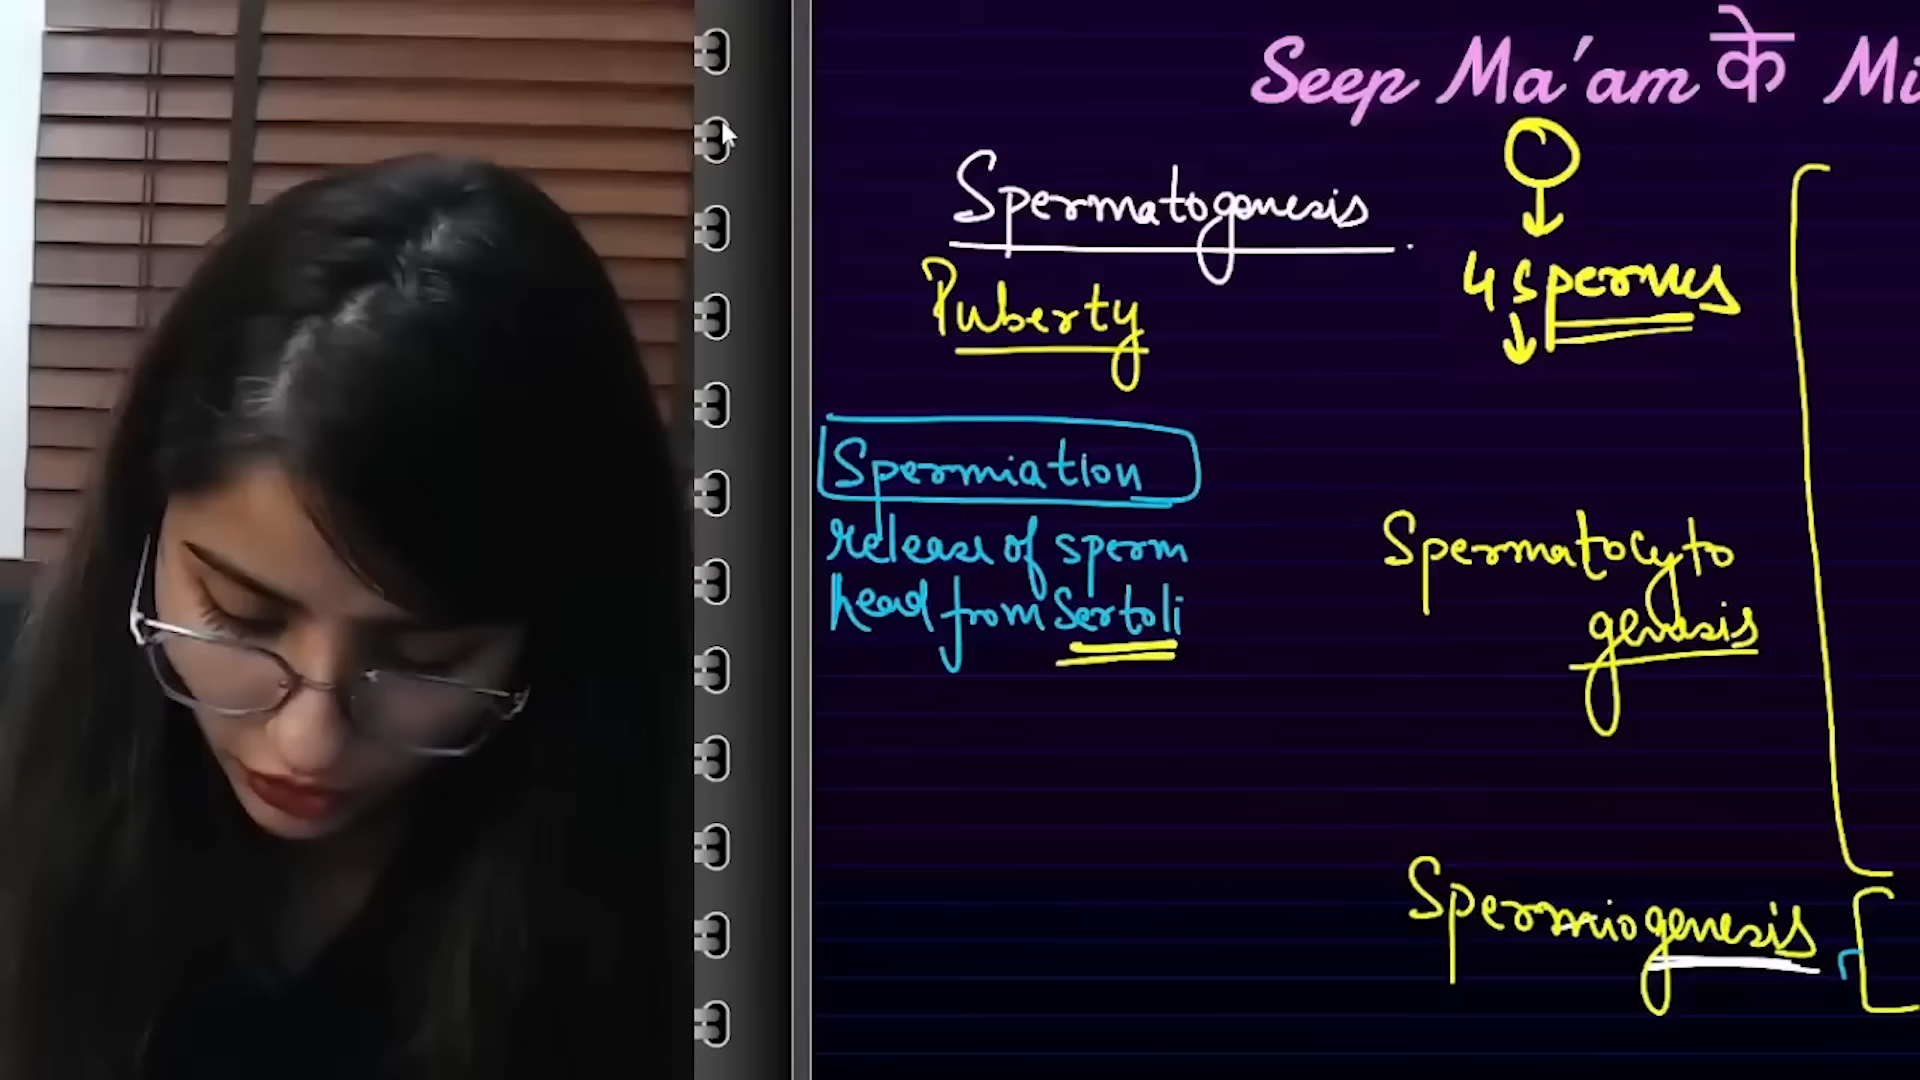 Seep Ma'am के Mi
Spermatogenesis
Puberty
4 sperms
Spermiation
release of sperm
head from Sertoli
Spermatocyto
genesis
Spermiogenesis